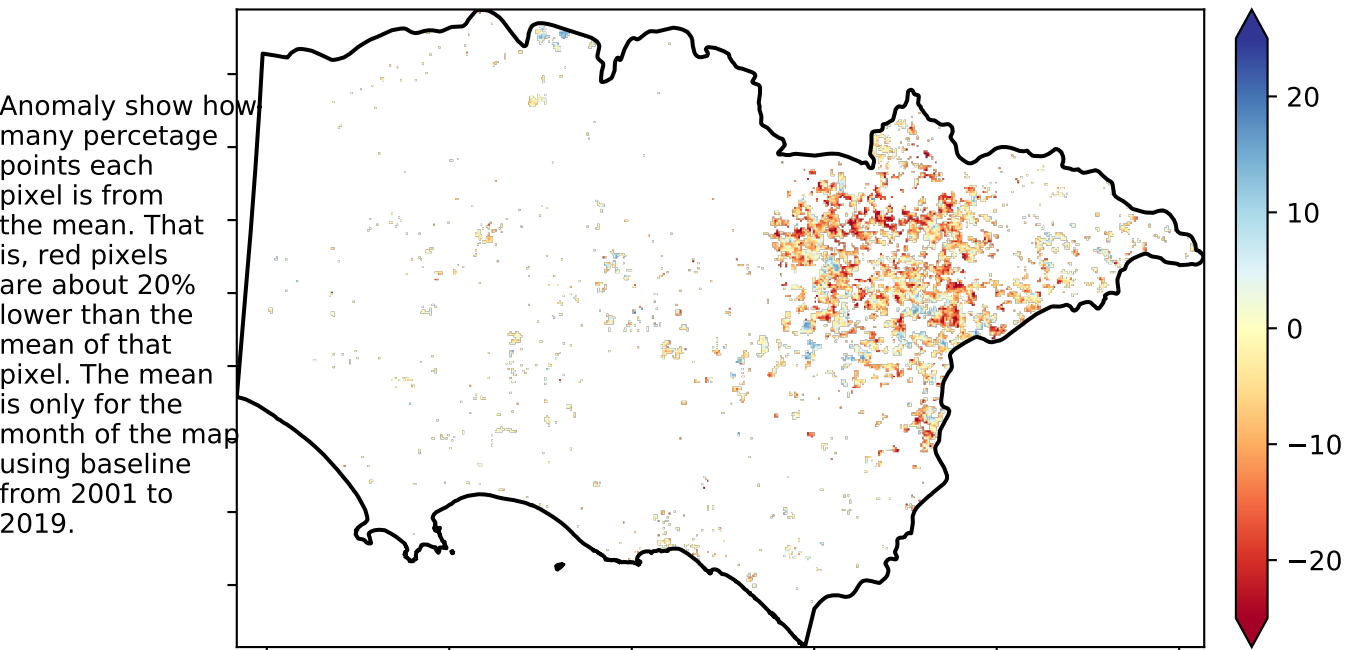 Anomaly show how
many percetage
points each
pixel is from
the mean. That
is, red pixels
are about 20%
lower than the
mean of that
pixel. The mean
is only for the
month of the map
using baseline
from 2001 to
2019.
20
10
0
−10
−20